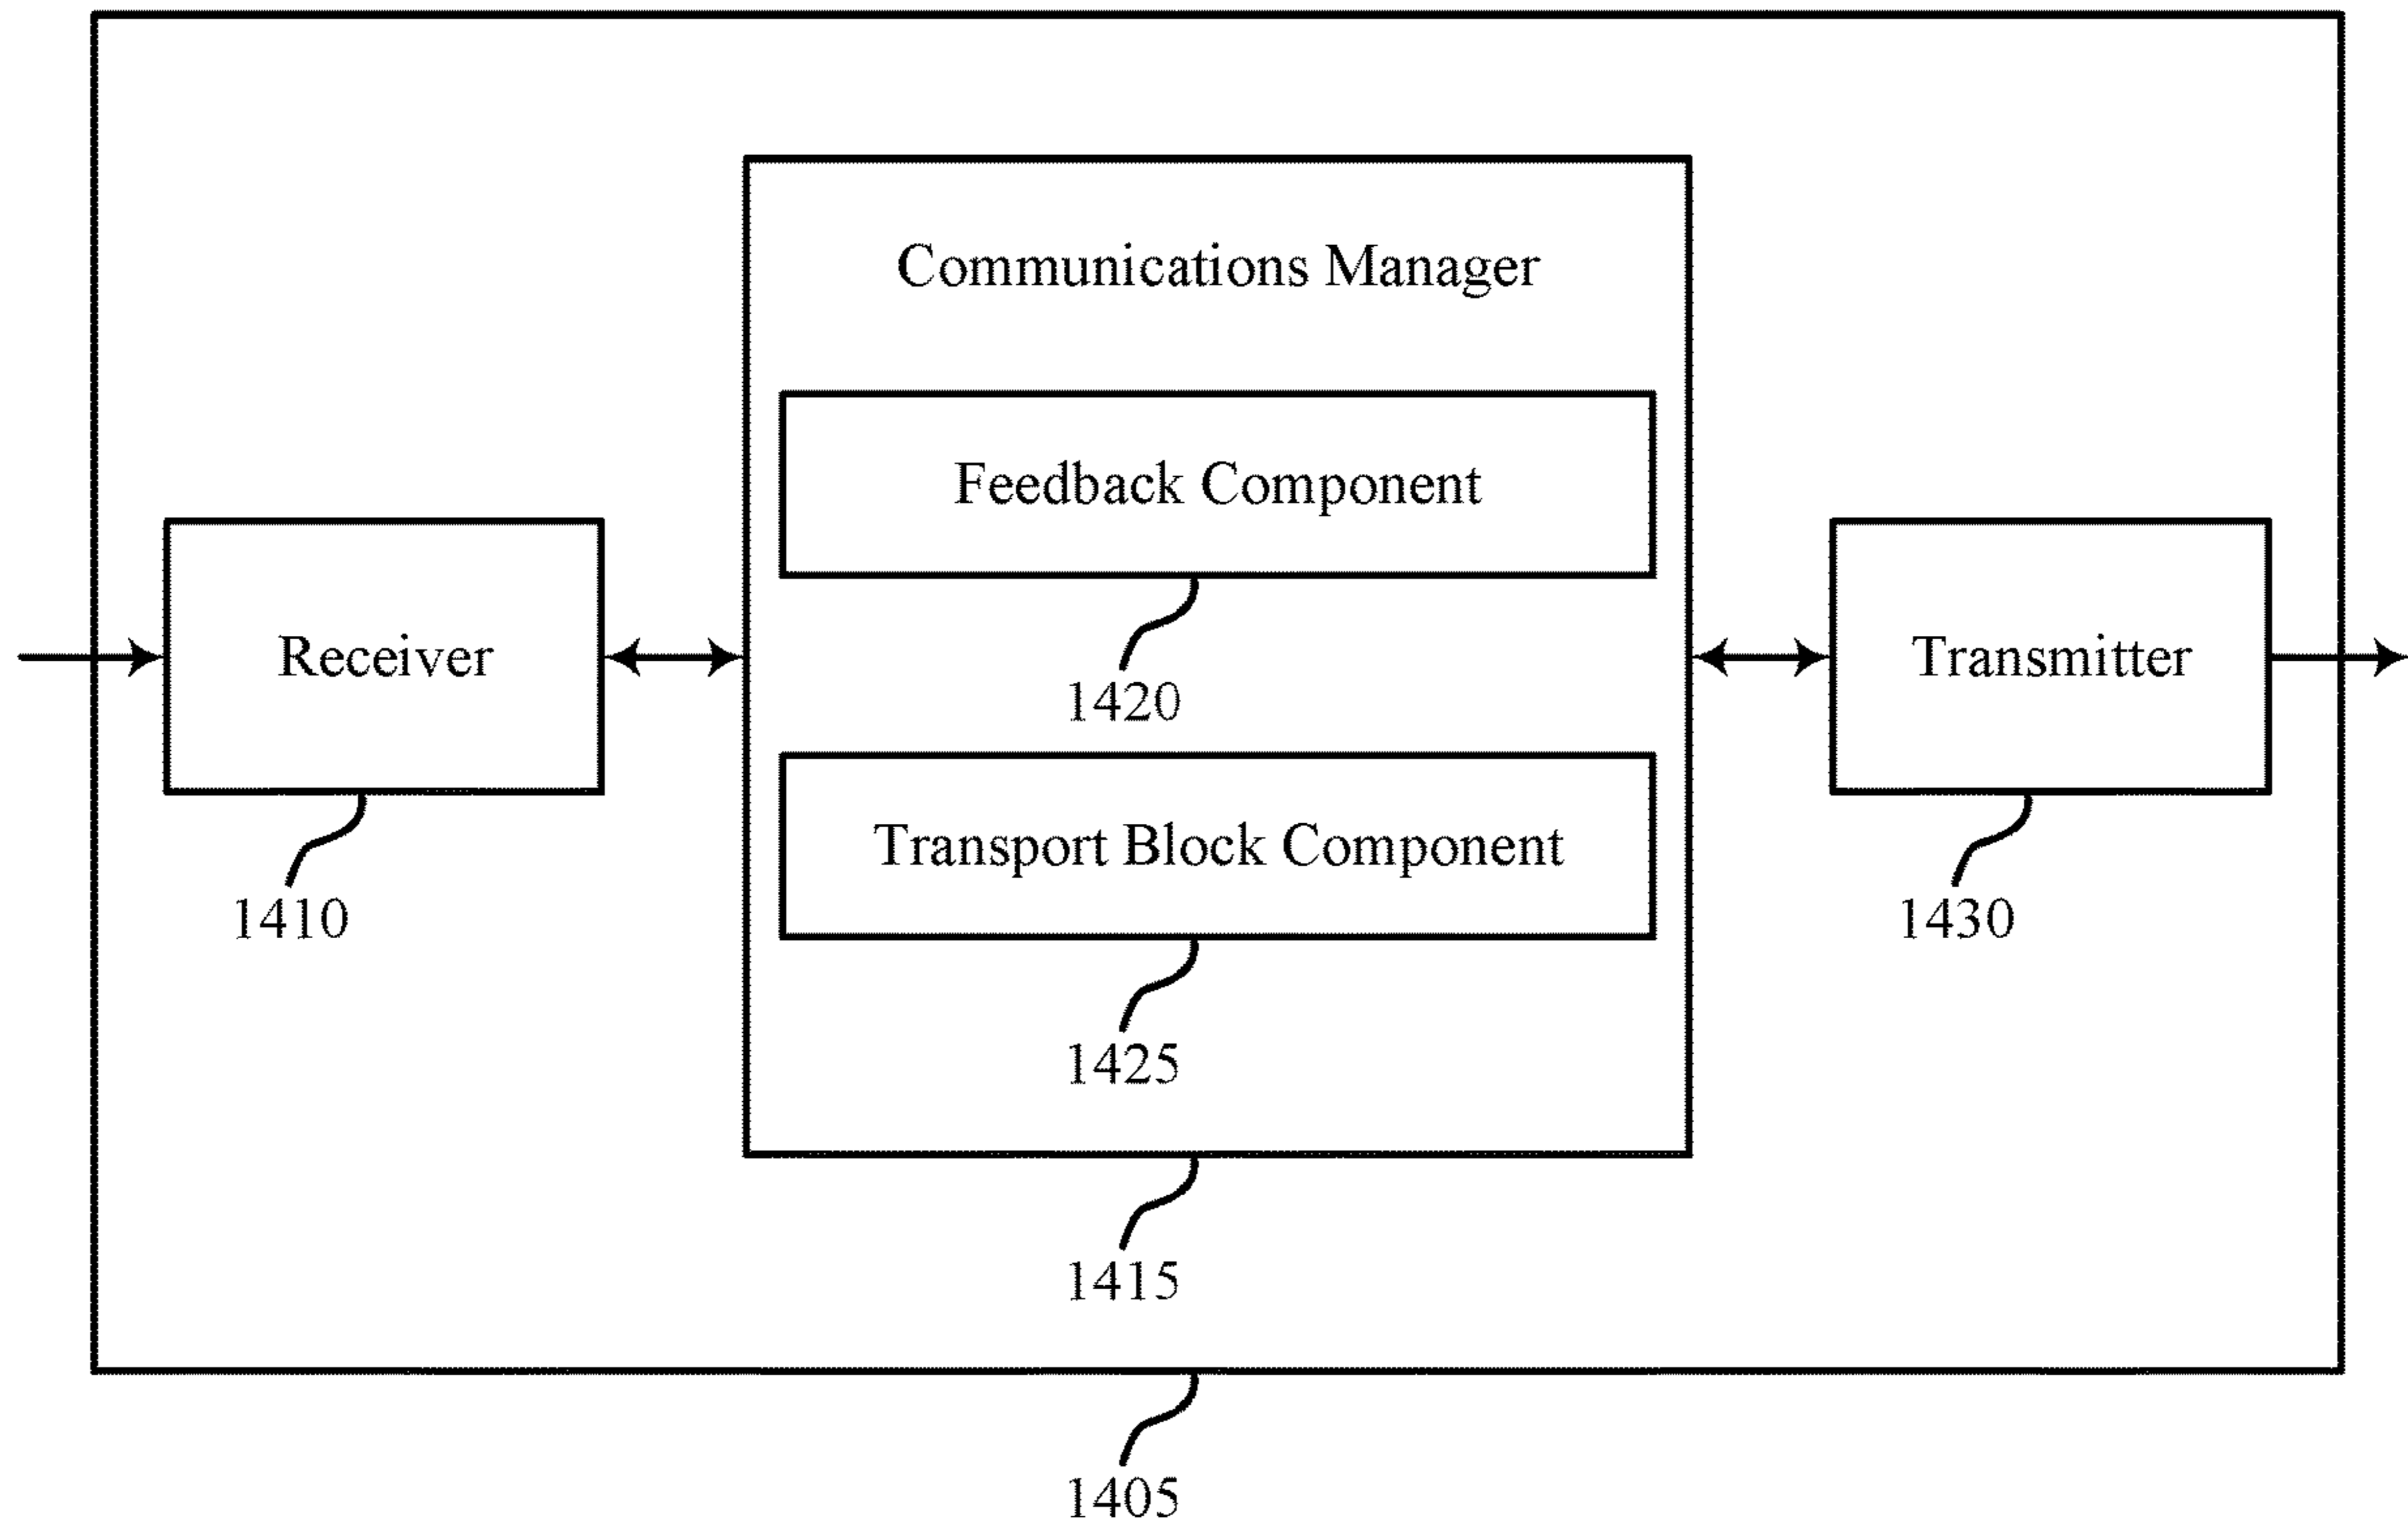 Communications Manager
Feedback Component
1420
Receiver
1410
Transport Block Component
1425
Transmitter
1430
1415
1405